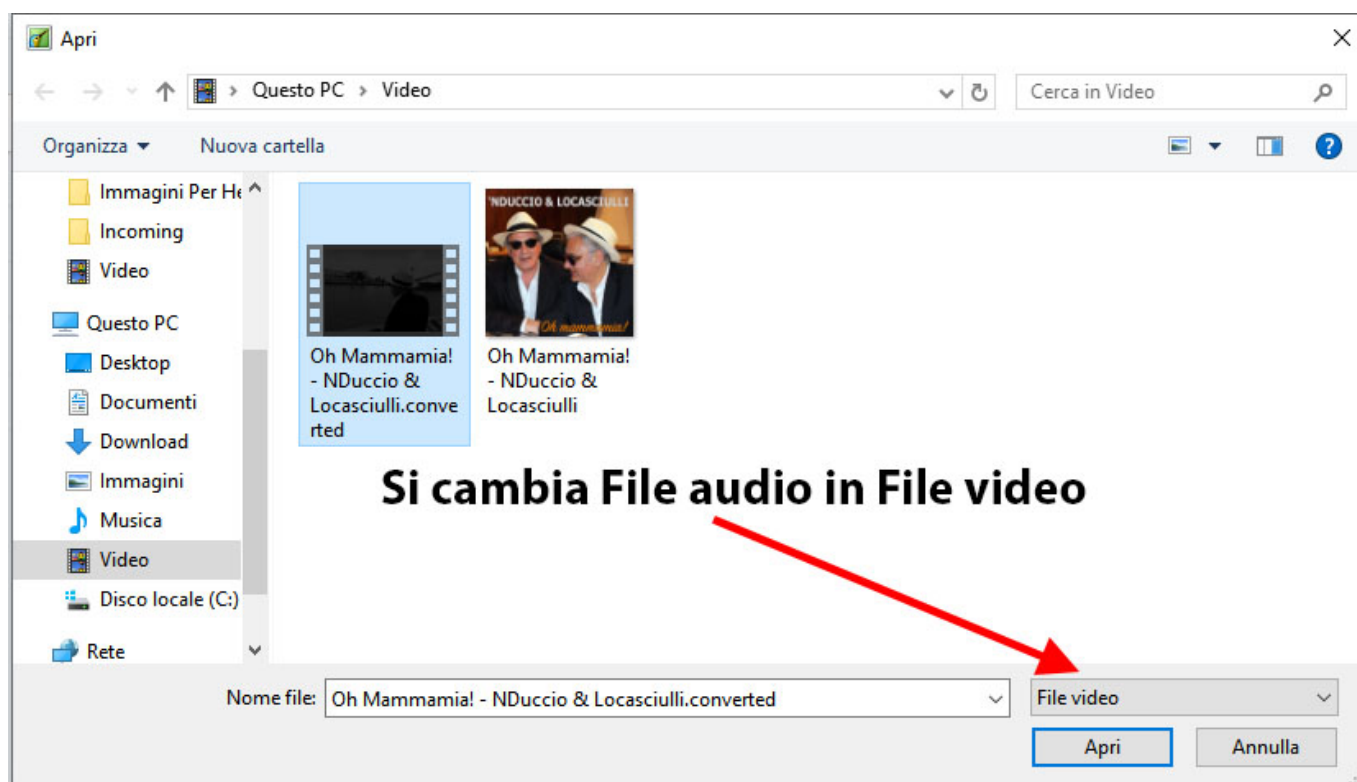 Apri
Questo PC > Video
Cerca in Video
Organizza
Nuova cartella
Immagini Per He
Incoming
Video
Questo PC
Desktop
Documenti
Download
Immagini
Musica
Video
Disco locale (C:)
Rete
Oh Mammamia!
- NDuccio &
Locasciulli.conve
rted
'NDUCCIO & LOCASCIULLI
Oh mammamia!
Oh Mammamia!
- NDuccio &
Locasciulli
Si cambia File audio in File video
Nome file: Oh Mammamia! - NDuccio & Locasciulli.converted
File video
Apri
Annulla